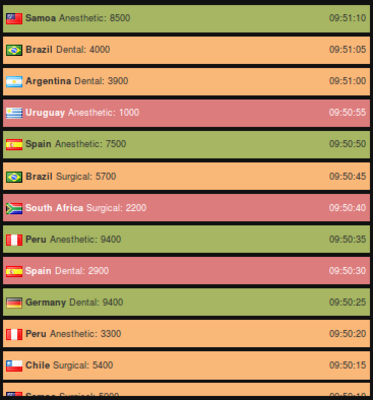 Samoa Anesthetic: 8500 09:51:10
Brazil Dental: 4000 09:51:05
Argentina Dental: 3900 09:51:00
Uruguay Anesthetic: 1000 09:50:55
Spain Anesthetic: 7500 09:50:50
Brazil Surgical: 5700 09:50:45
South Africa Surgical: 2200 09:50:40
Peru Anesthetic: 9400 09:50:35
Spain Dental: 2900 09:50:30
Germany Dental: 9400 09:50:25
Peru Anesthetic: 3300 09:50:20
Chile Surgical: 5400 09:50:15
Samoa Surgical: